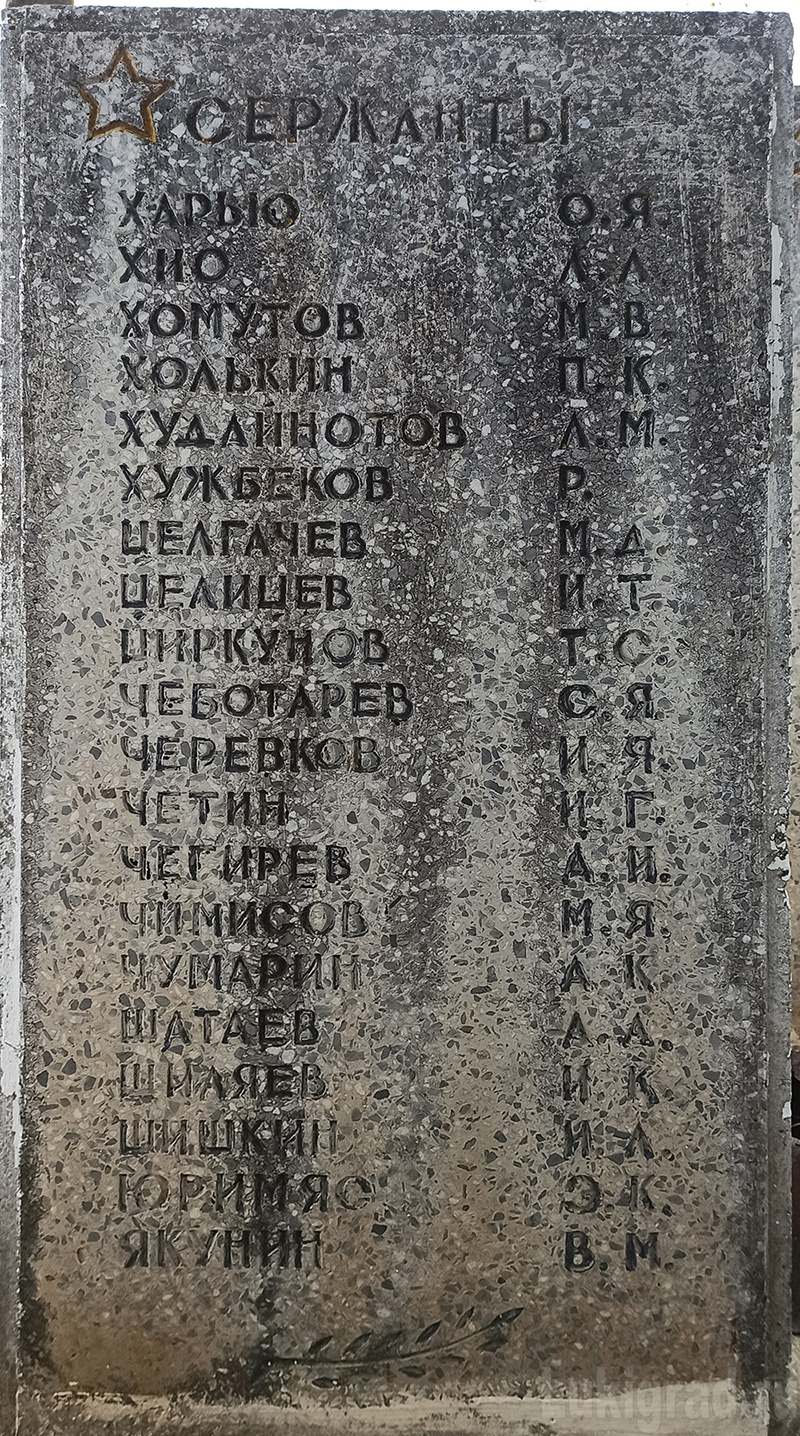 СЕРЖАНТЫ
ХАРЬЮ О.Я.
ХИО Л.Л
ХОМУТОВ М.В.
ХОЛЬКИН П.К.
ХУДАЙНОТОВ Л.М.
ХУЖБЕКОВ Р.
ЦЕЛГАЧЕВ М.Д.
ЦЕЛИЦЕВ И.Т.
ЦИРКУНОВ Т.С.
ЧЕБОТАРЕВ С.Я
ЧЕРЕВКОВ И.Я.
ЧЕТИН И.Г.
ЧЕГИРЕВ А.И.
ЧИМИСОВ М.Я.
ЧУМАРИН А.К
ШАТАЕВ
ШИЛЯЕВ И К
ШИШКИН И Л
ЮРИМЯЭ Э.К.
ЯКУНИН В.М.